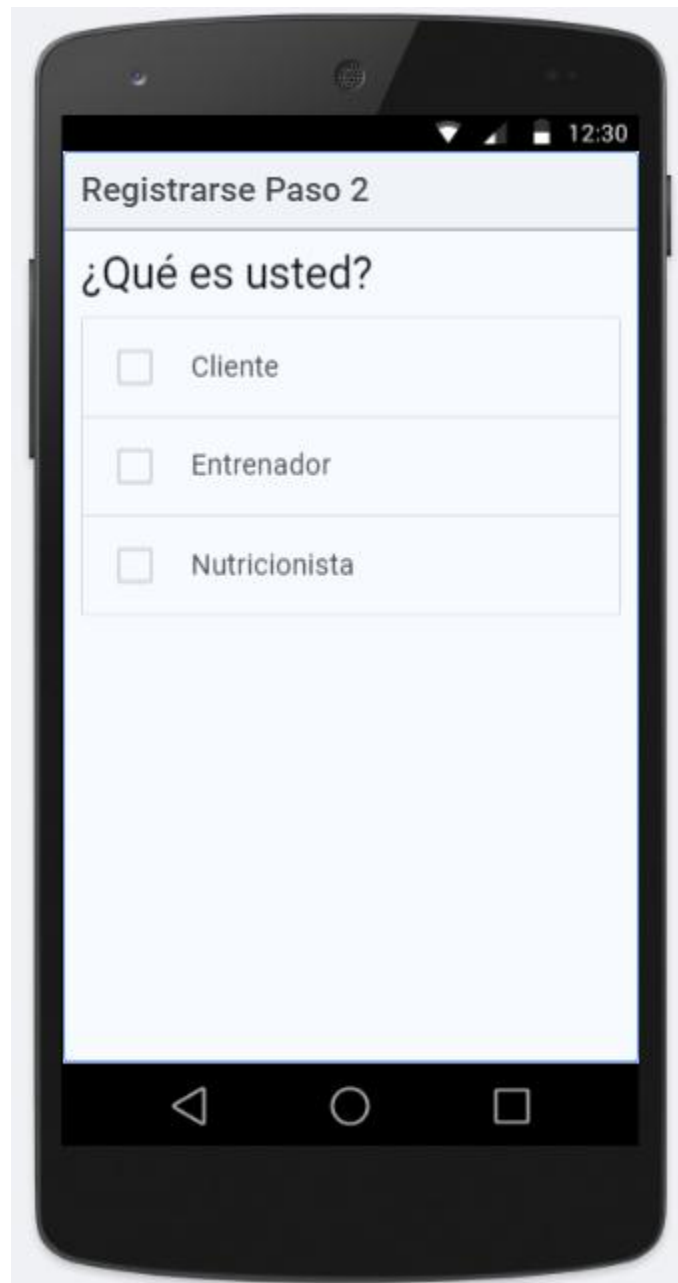 12:30
Registrarse Paso 2
¿Qué es usted?
Cliente
Entrenador
Nutricionista